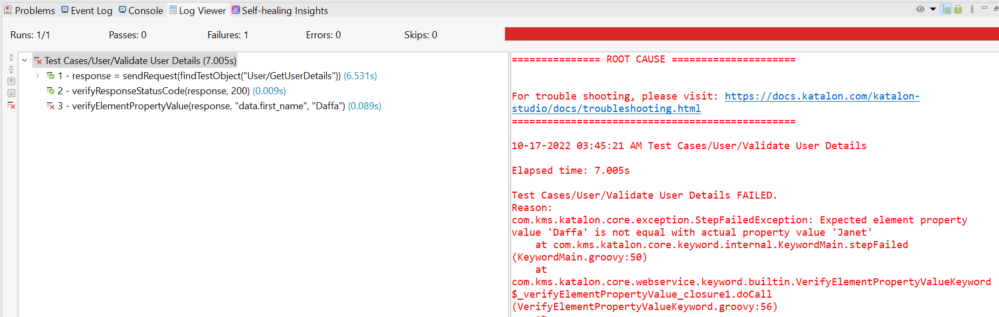 Problems Event Log Console Log Viewer Self-healing Insights
Runs: 1/1 Passes: 0 Failures: 1 Errors: 0 Skips: 0
Test Cases/User/Validate User Details (7.005s)
1 - response = sendRequest(findTestObject("User/GetUserDetails")) (6.531s)
2 - verifyResponseStatusCode(response, 200) (0.009s)
3 - verifyElementPropertyValue(response, "data.first_name", "Daffa") (0.089s)
=============== ROOT CAUSE =====================
For trouble shooting, please visit: https://docs.katalon.com/katalon-
studio/docs/troubleshooting.html
================================================
10-17-2022 03:45:21 AM Test Cases/User/Validate User Details
Elapsed time: 7.005s
Test Cases/User/Validate User Details FAILED.
Reason:
com.kms.katalon.core.exception.StepFailedException: Expected element property
value 'Daffa' is not equal with actual property value 'Janet'
at com.kms.katalon.core.keyword.internal.KeywordMain.stepFailed
(KeywordMain.groovy:50)
at
com.kms.katalon.core.webservice.keyword.builtin.VerifyElementPropertyValueKeyword
$_verifyElementPropertyValue_closure1.doCall
(VerifyElementPropertyValueKeyword.groovy:56)